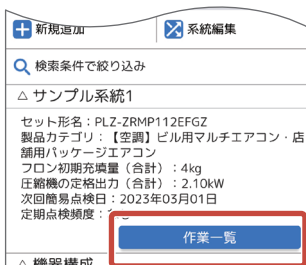 新規追加
系統編集
検索条件で絞り込み
△ サンプル系統1
セット形名：PLZ-ZRMP112EFGZ
製品カテゴリ：【空調】ビル用マルチエアコン・店
舗用パッケージエアコン
フロン初期充填量（合計）：4kg
圧縮機の定格出力（合計）：2.10kW
次回簡易点検日：2023年03月01日
定期点検頻度：
作業一覧
△ 機器構成